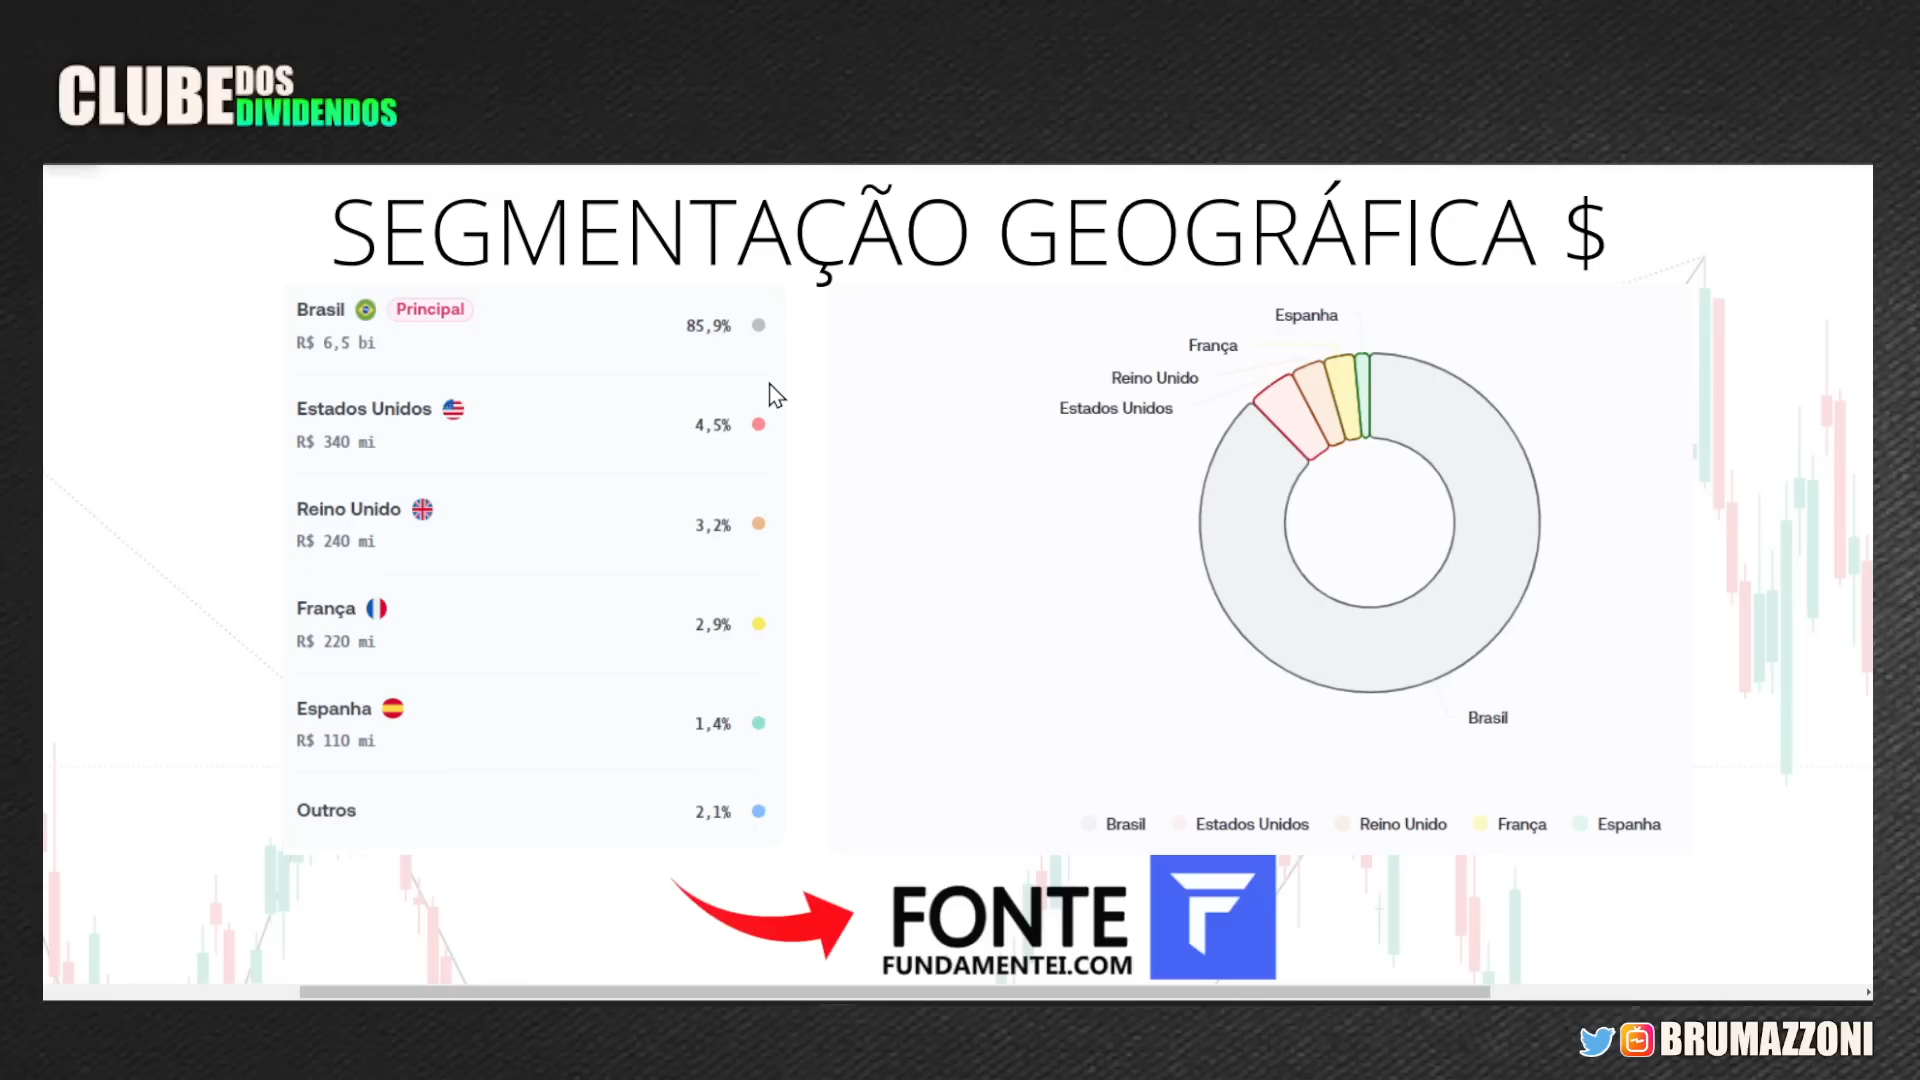 CLUBE DOS
DIVIDENDOS
SEGMENTAÇÃO GEOGRÁFICA $
Brasil Principal
R$ 6,5 bi
85,9%
Estados Unidos
R$ 340 mi
4,5%
Reino Unido
R$ 240 mi
3,2%
França
R$ 220 mi
2,9%
Espanha
R$ 110 mi
1,4%
Outros
2,1%
Espanha
França
Reino Unido
Estados Unidos
Brasil
Brasil Estados Unidos Reino Unido França Espanha
FONTE
FUNDAMENTEI.COM
BRUMAZZONI